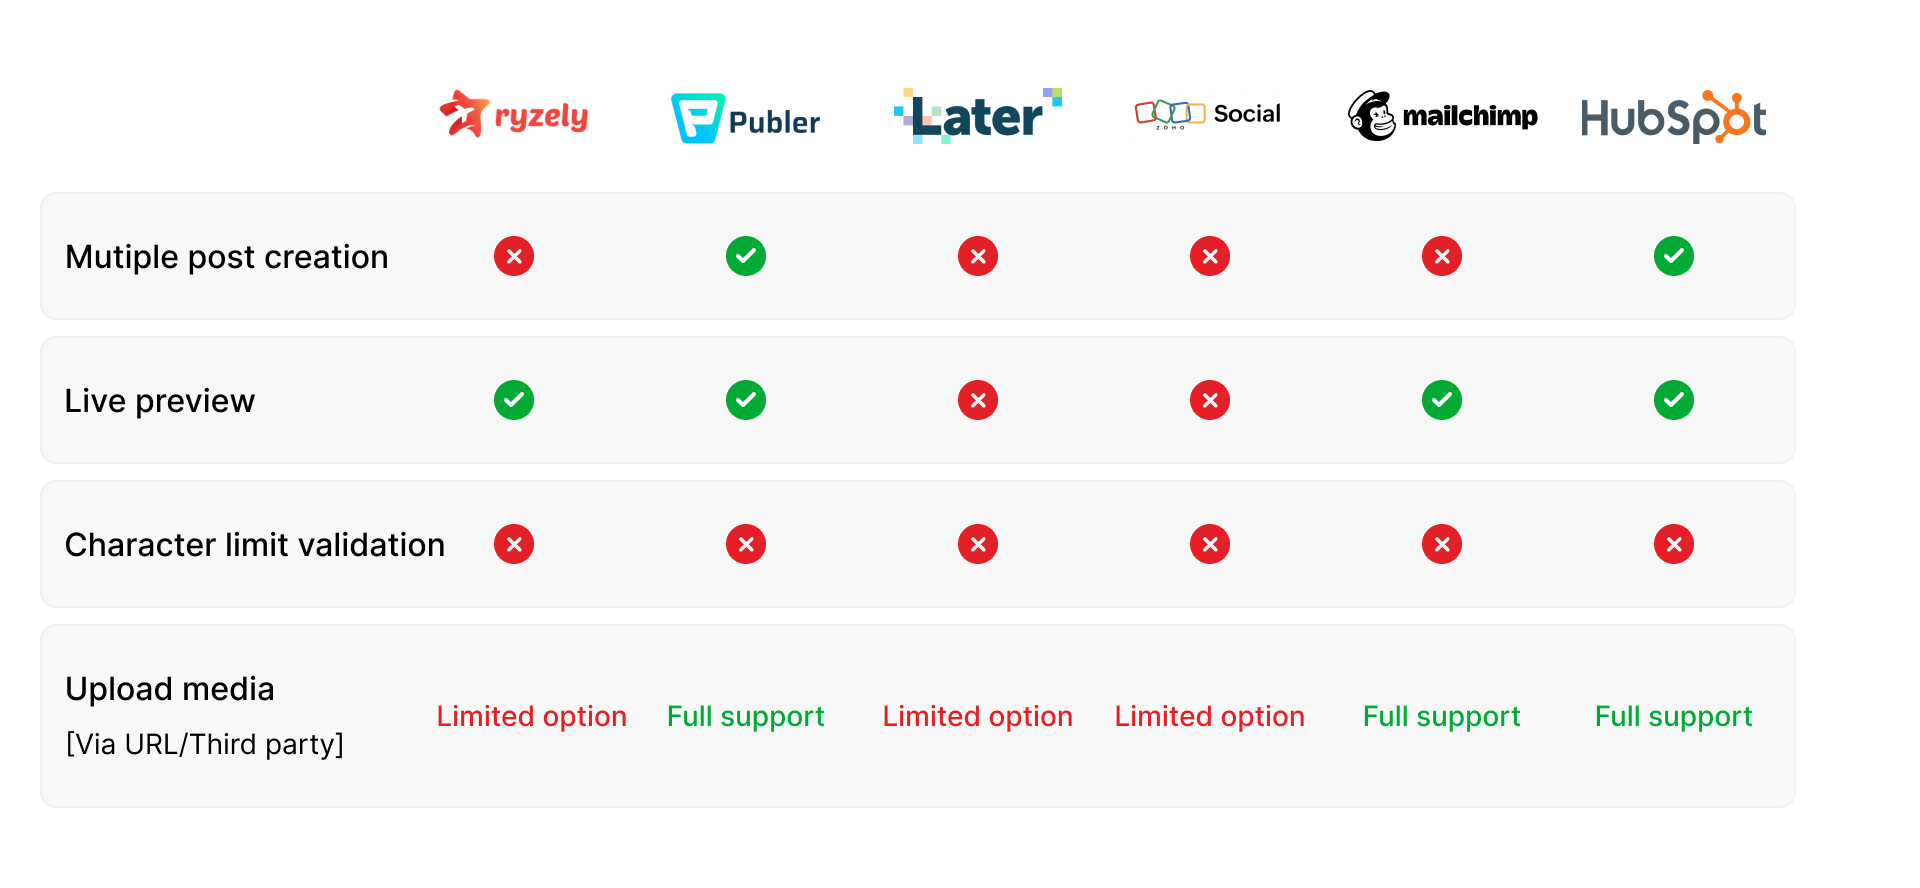 ryzely Publer Later ZOHO Social mailchimp HubSpot
Mutiple post creation
Live preview
Character limit validation
Upload media
[Via URL/Third party]
Limited option Full support Limited option Limited option Full support Full support